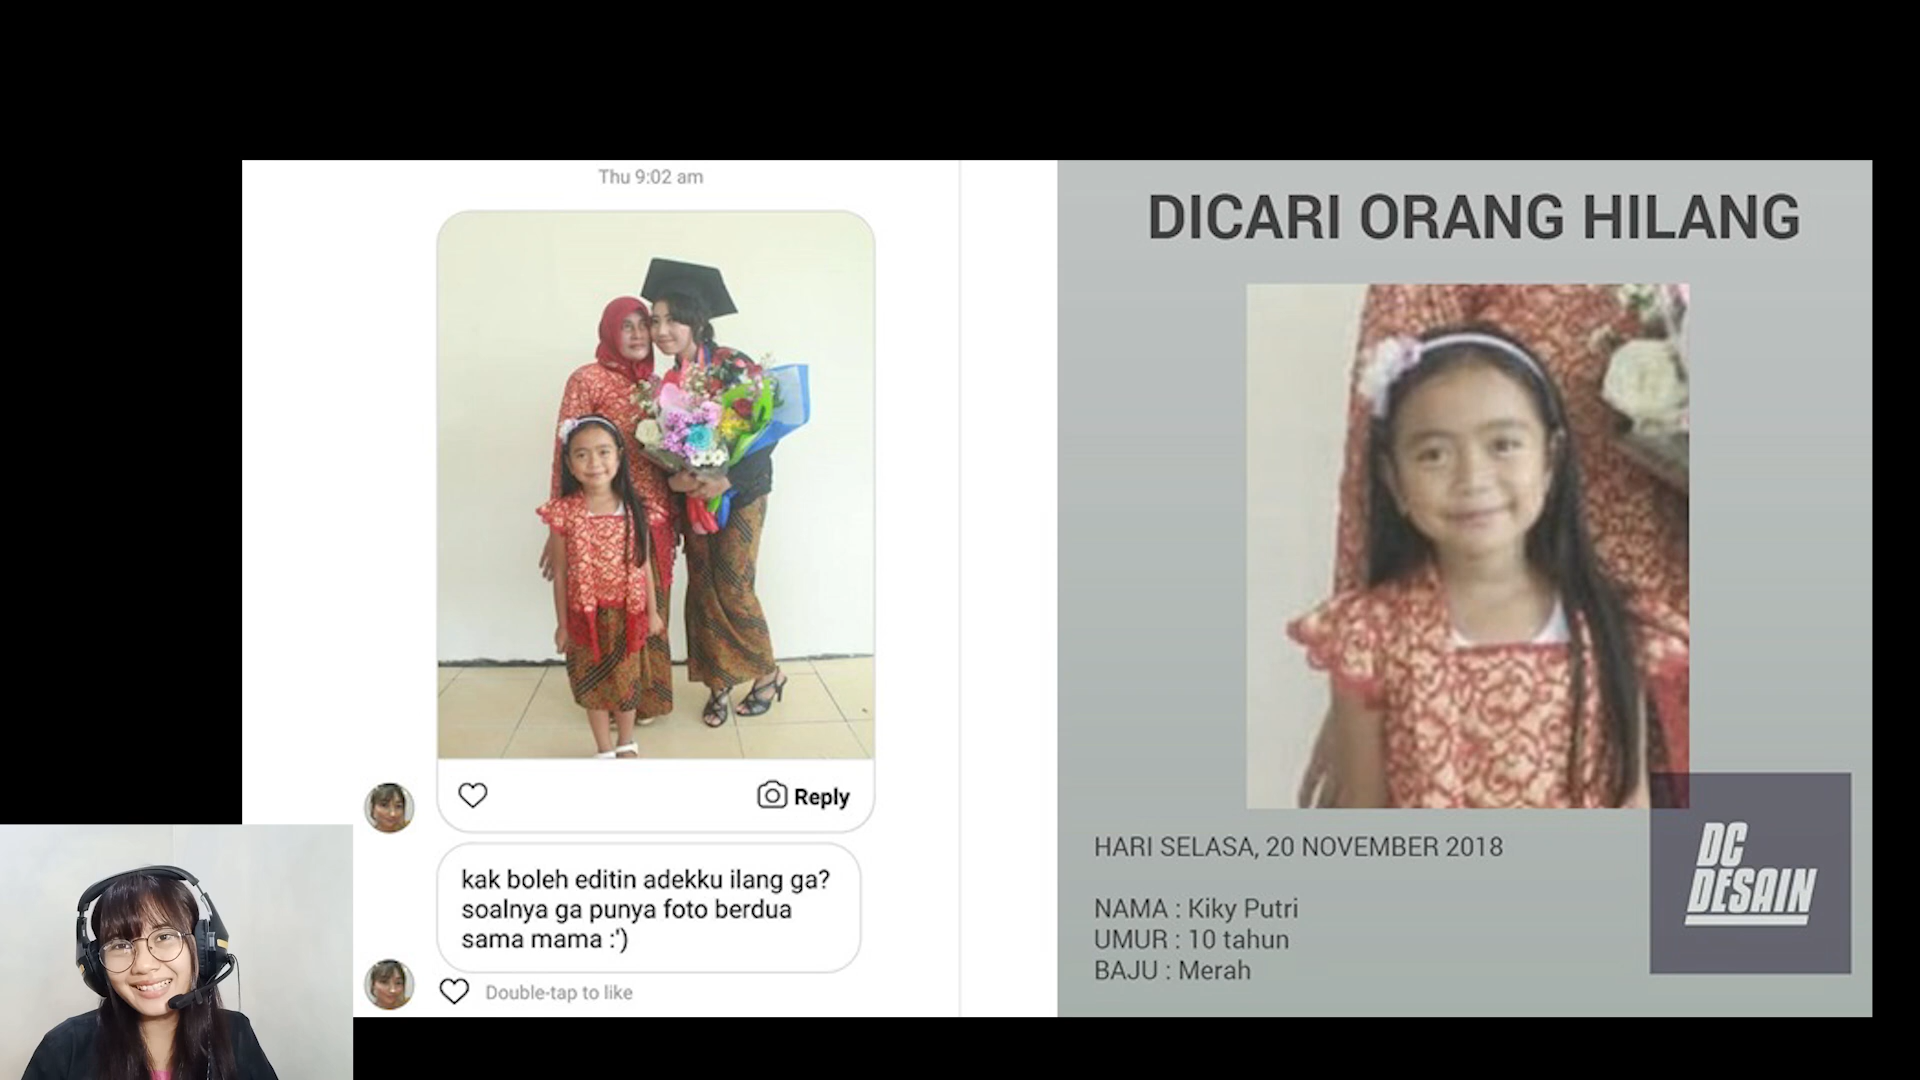 Thu 9:02 am
Reply
kak boleh editin adekku ilang ga?
soalnya ga punya foto berdua
sama mama :')
Double-tap to like
DICARI ORANG HILANG
HARI SELASA, 20 NOVEMBER 2018
NAMA : Kiky Putri
UMUR : 10 tahun
BAJU : Merah
DC
DESAIN